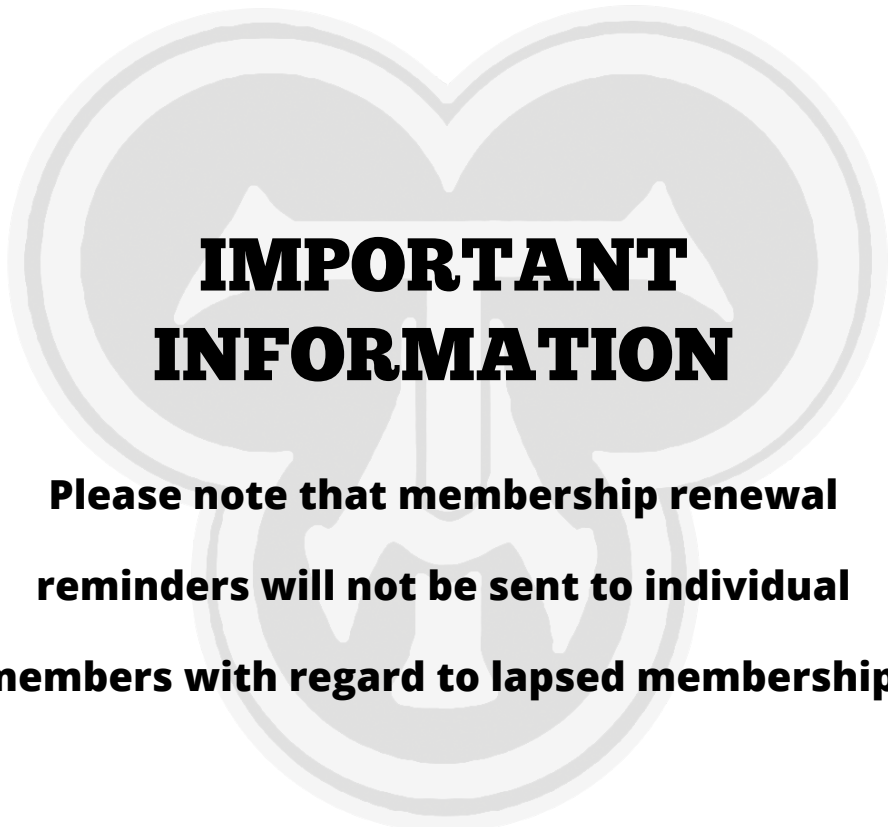 IMPORTANT
INFORMATION
Please note that membership renewal
reminders will not be sent to individual
members with regard to lapsed membership